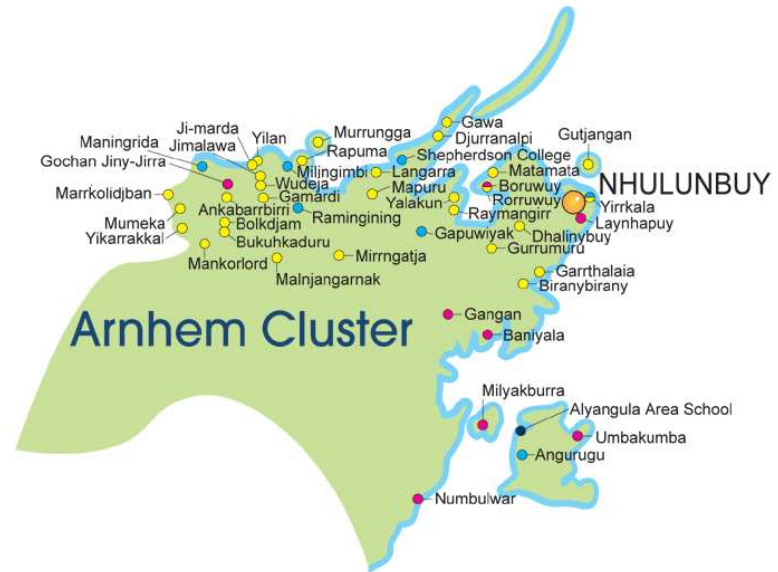 Gawa
Djurranalpi
Ji-marda
Jimalawa
Yilan
Murrungga
Rapuma
Gutjangan
Maningrida
Gochan Jiny-Jirra
Shepherdson College
Milingimbi
Langarra
Matamata
Boruwuy
Rorruwuy
NHULUNBUY
Marrkolidjban
Wudeja
Gamardi
Mapuru
Yalakun
Raymangirr
Yirrkala
Laynhapuy
Mumeka
Yikarrakkal
Ankabarrbirri
Bolkdjam
Bukuhkaduru
Ramingining
Gapuwiyak
Dhalinybuy
Gurrumuru
Mankorlord
Malnjangarnak
Mirrngatja
Garrthalaia
Biranybirany
Arnhem Cluster
Gangan
Baniyala
Milyakburra
Alyangula Area School
Umbakumba
Angurugu
Numbulwar